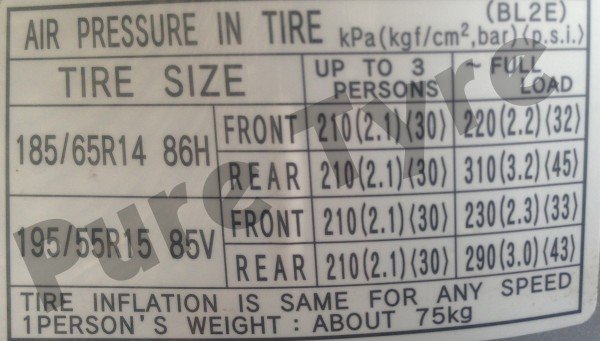 (BL2E)
AIR PRESSURE IN TIRE kPa(kgf/cm²,bar)⟨p.s.i.⟩
TIRE SIZE UP TO 3 PERSONS ~ FULL LOAD
185/65R14 86H FRONT 210(2.1)⟨30⟩ 220(2.2)⟨32⟩
REAR 210(2.1)⟨30⟩ 310(3.2)⟨45⟩
195/55R15 85V FRONT 210(2.1)⟨30⟩ 230(2.3)⟨33⟩
REAR 210(2.1)⟨30⟩ 290(3.0)⟨43⟩
TIRE INFLATION IS SAME FOR ANY SPEED
1PERSON'S WEIGHT : ABOUT 75kg
Pure Tyre